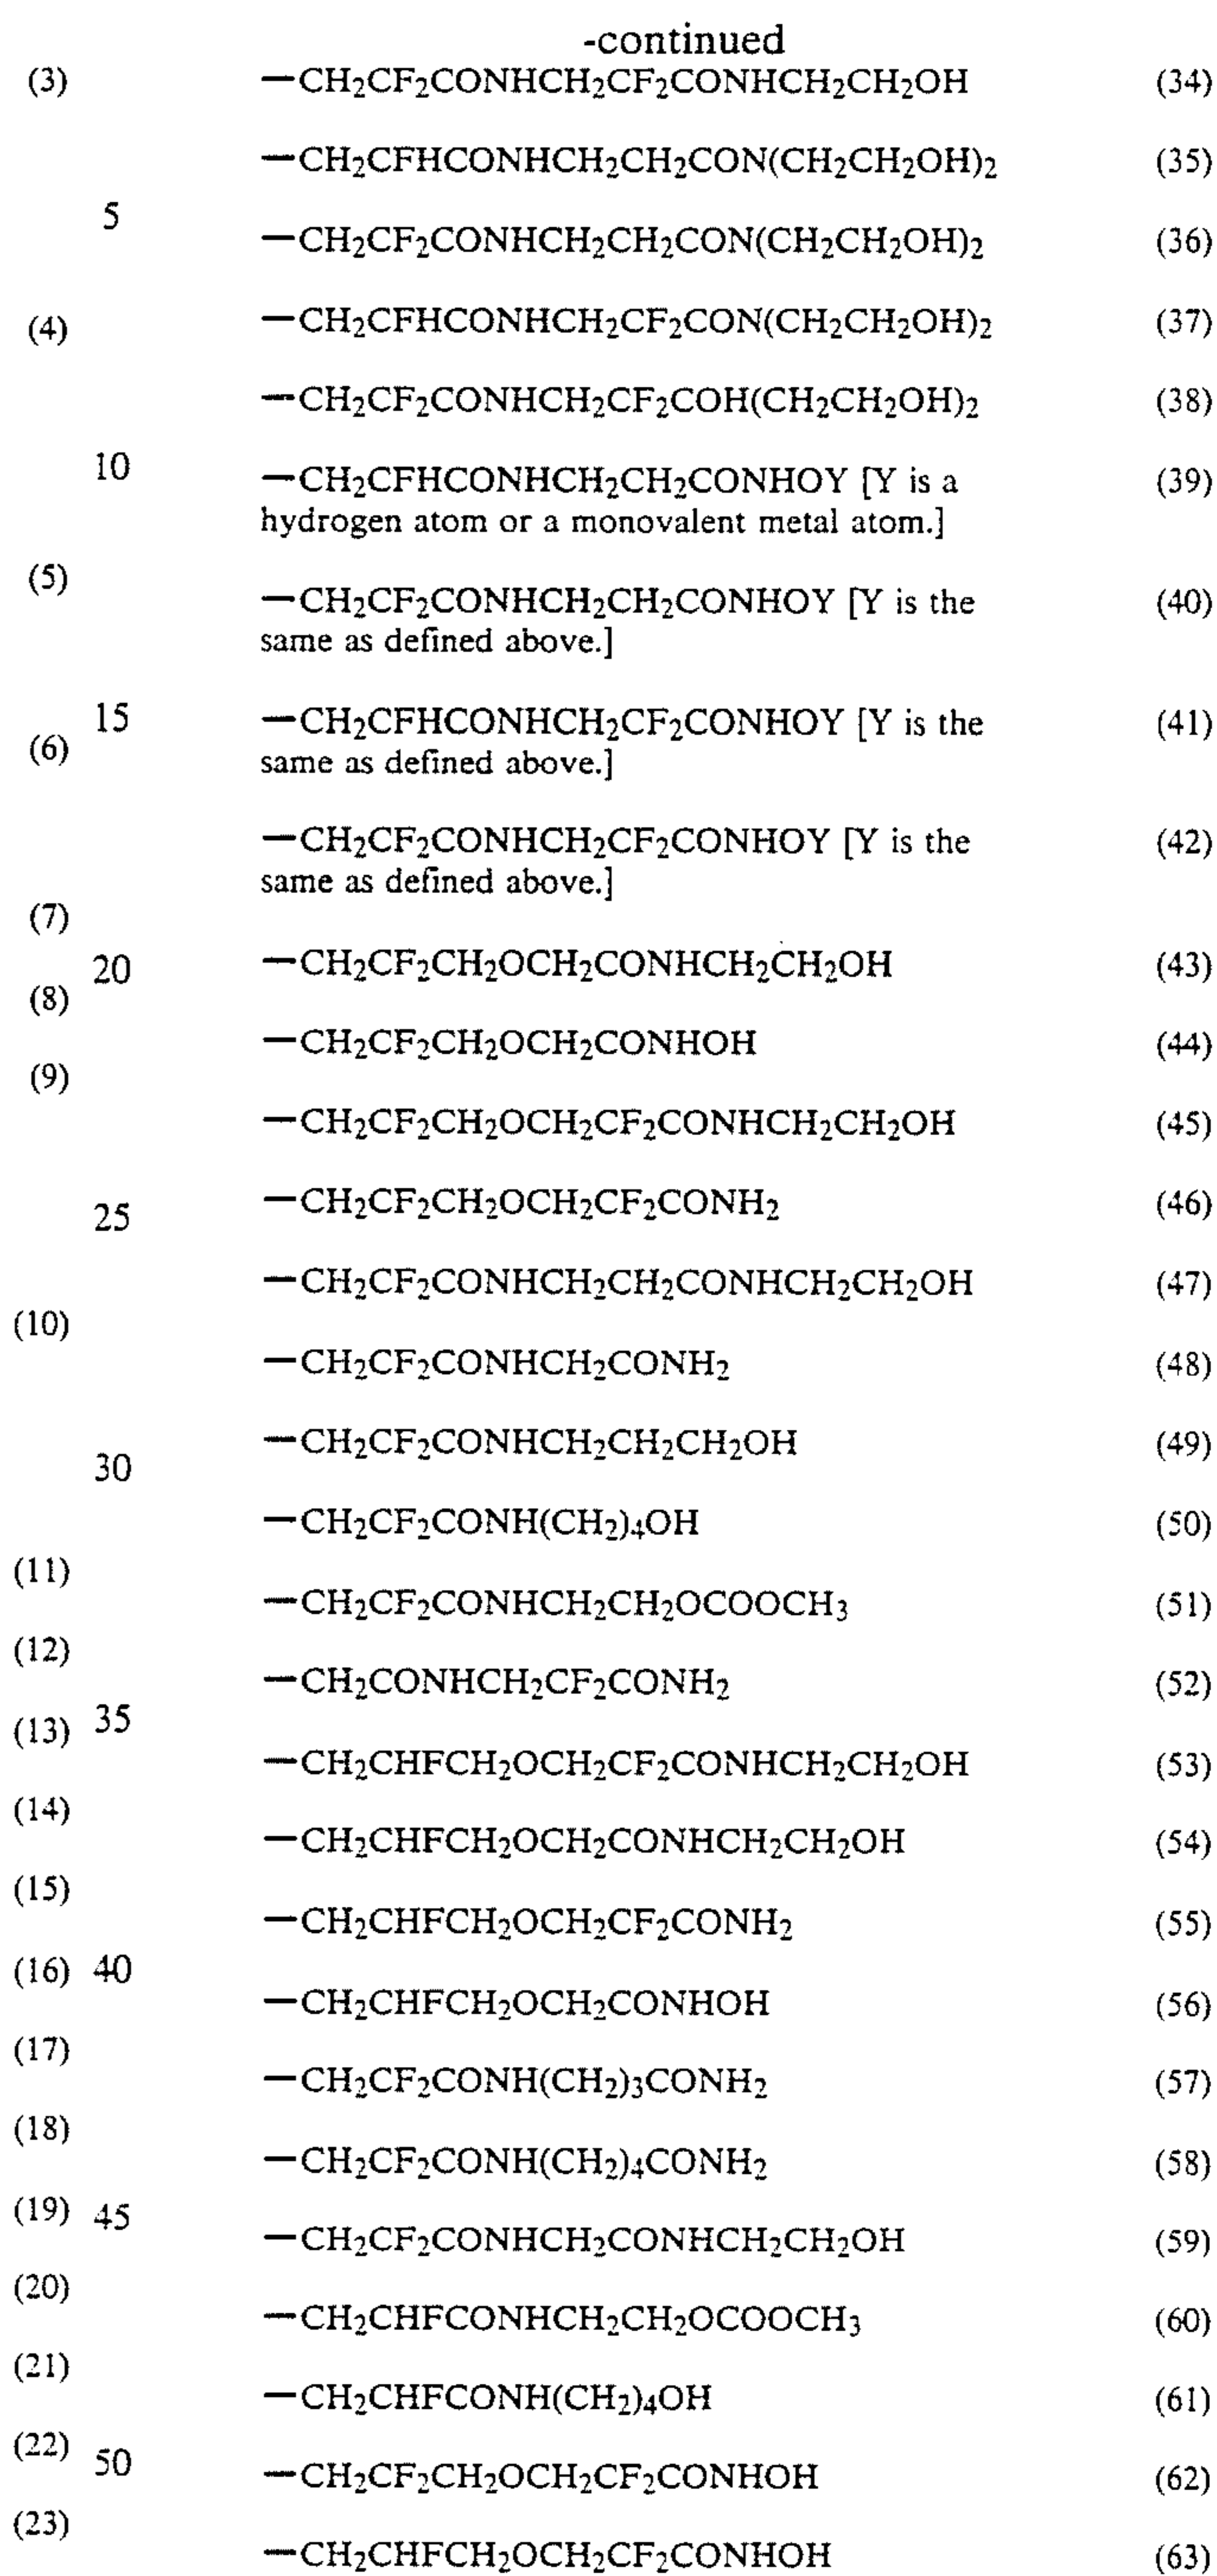 -continued
(3) —CH₂CF₂CONHCH₂CF₂CONHCH₂CH₂OH (34)
—CH₂CFHCONHCH₂CH₂CON(CH₂CH₂OH)₂ (35)
5
—CH₂CF₂CONHCH₂CH₂CON(CH₂CH₂OH)₂ (36)
(4) —CH₂CFHCONHCH₂CF₂CON(CH₂CH₂OH)₂ (37)
—CH₂CF₂CONHCH₂CF₂COH(CH₂CH₂OH)₂ (38)
10 —CH₂CFHCONHCH₂CH₂CONHOY [Y is a (39)
hydrogen atom or a monovalent metal atom.]
(5)
—CH₂CF₂CONHCH₂CH₂CONHOY [Y is the (40)
same as defined above.]
15 —CH₂CFHCONHCH₂CF₂CONHOY [Y is the (41)
(6) same as defined above.]
—CH₂CF₂CONHCH₂CF₂CONHOY [Y is the (42)
same as defined above.]
(7)
20 —CH₂CF₂CH₂OCH₂CONHCH₂CH₂OH (43)
(8)
—CH₂CF₂CH₂OCH₂CONHOH (44)
(9)
—CH₂CF₂CH₂OCH₂CF₂CONHCH₂CH₂OH (45)
25 —CH₂CF₂CH₂OCH₂CF₂CONH₂ (46)
—CH₂CF₂CONHCH₂CH₂CONHCH₂CH₂OH (47)
(10)
—CH₂CF₂CONHCH₂CONH₂ (48)
—CH₂CF₂CONHCH₂CH₂CH₂OH (49)
30
—CH₂CF₂CONH(CH₂)₄OH (50)
(11)
—CH₂CF₂CONHCH₂CH₂OCOOCH₃ (51)
(12)
—CH₂CONHCH₂CF₂CONH₂ (52)
(13) 35
—CH₂CHFCH₂OCH₂CF₂CONHCH₂CH₂OH (53)
(14)
—CH₂CHFCH₂OCH₂CONHCH₂CH₂OH (54)
(15)
—CH₂CHFCH₂OCH₂CF₂CONH₂ (55)
(16) 40
—CH₂CHFCH₂OCH₂CONHOH (56)
(17)
—CH₂CF₂CONH(CH₂)₃CONH₂ (57)
(18)
—CH₂CF₂CONH(CH₂)₄CONH₂ (58)
(19) 45
—CH₂CF₂CONHCH₂CONHCH₂CH₂OH (59)
(20)
—CH₂CHFCONHCH₂CH₂OCOOCH₃ (60)
(21)
—CH₂CHFCONH(CH₂)₄OH (61)
(22) 50
—CH₂CF₂CH₂OCH₂CF₂CONHOH (62)
(23)
—CH₂CHFCH₂OCH₂CF₂CONHOH (63)